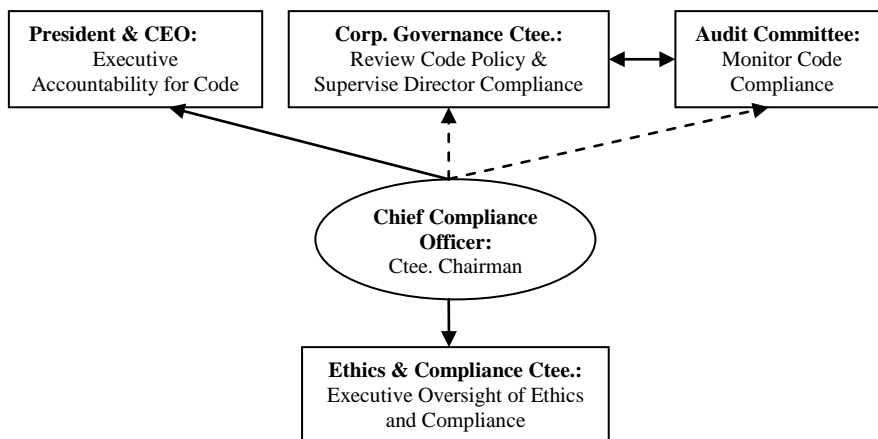 President & CEO:
Executive
Accountability for Code
Corp. Governance Ctee.:
Review Code Policy &
Supervise Director Compliance
Audit Committee:
Monitor Code
Compliance
Chief Compliance
Officer:
Ctee. Chairman
Ethics & Compliance Ctee.:
Executive Oversight of Ethics
and Compliance